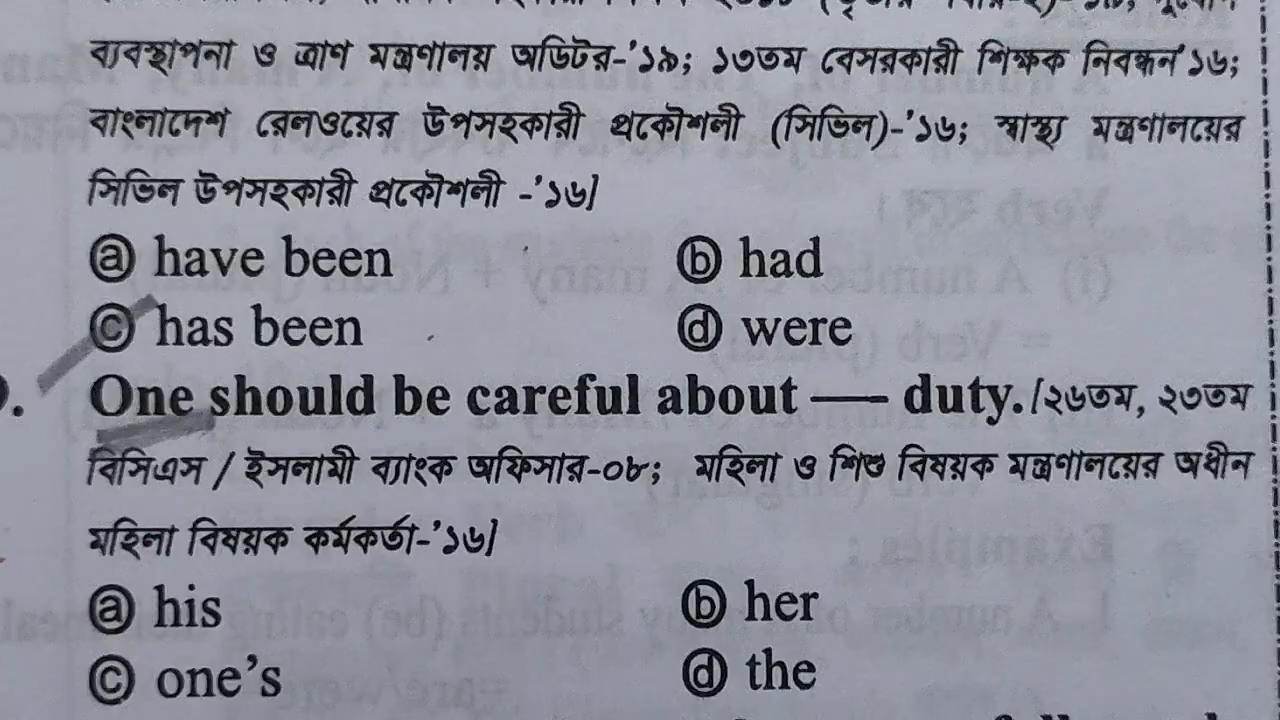 ব্যবস্থাপনা ও ত্রাণ মন্ত্রণালয় অডিটর-'১৯; ১৩তম বেসরকারী শিক্ষক নিবন্ধন'১৬;
বাংলাদেশ রেলওয়ের উপসহকারী প্রকৌশলী (সিভিল)-'১৬; স্বাস্থ্য মন্ত্রণালয়ের
সিভিল উপসহকারী প্রকৌশলী -'১৬]
ⓐ have been ⓑ had
ⓒ has been ⓓ were
One should be careful about — duty. [২৬তম, ২৩তম
বিসিএস / ইসলামী ব্যাংক অফিসার-০৮; মহিলা ও শিশু বিষয়ক মন্ত্রণালয়ের অধীন
মহিলা বিষয়ক কর্মকর্তা-'১৬]
ⓐ his ⓑ her
ⓒ one's ⓓ the